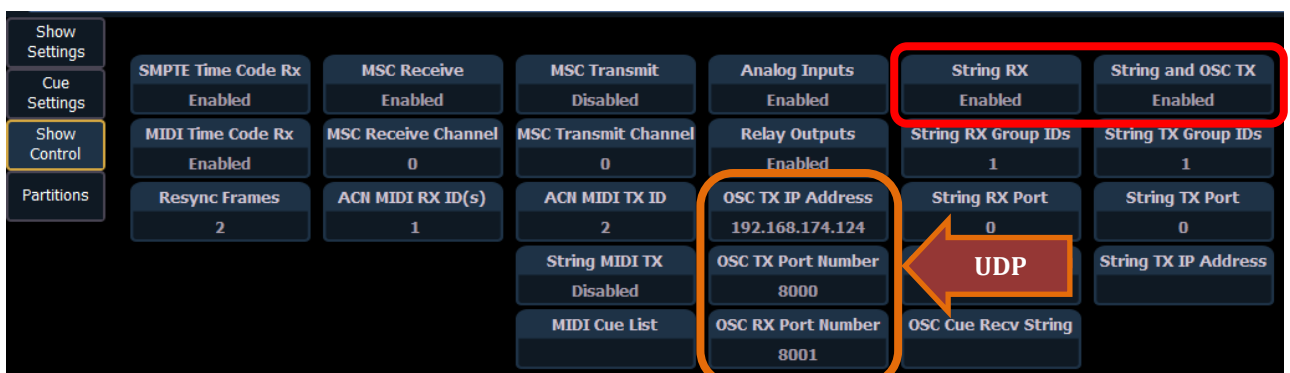 Show
Settings
Cue
Settings
Show
Control
Partitions
SMPTE Time Code Rx
Enabled
MSC Receive
Enabled
MSC Transmit
Disabled
Analog Inputs
Enabled
String RX
Enabled
String and OSC TX
Enabled
MIDI Time Code Rx
Enabled
MSC Receive Channel
0
MSC Transmit Channel
0
Relay Outputs
Enabled
String RX Group IDs
1
String TX Group IDs
1
Resync Frames
2
ACN MIDI RX ID(s)
1
ACN MIDI TX ID
2
OSC TX IP Address
192.168.174.124
String RX Port
0
String TX Port
0
String MIDI TX
Disabled
OSC TX Port Number
8000
UDP
String TX IP Address
MIDI Cue List
OSC RX Port Number
8001
OSC Cue Recv String